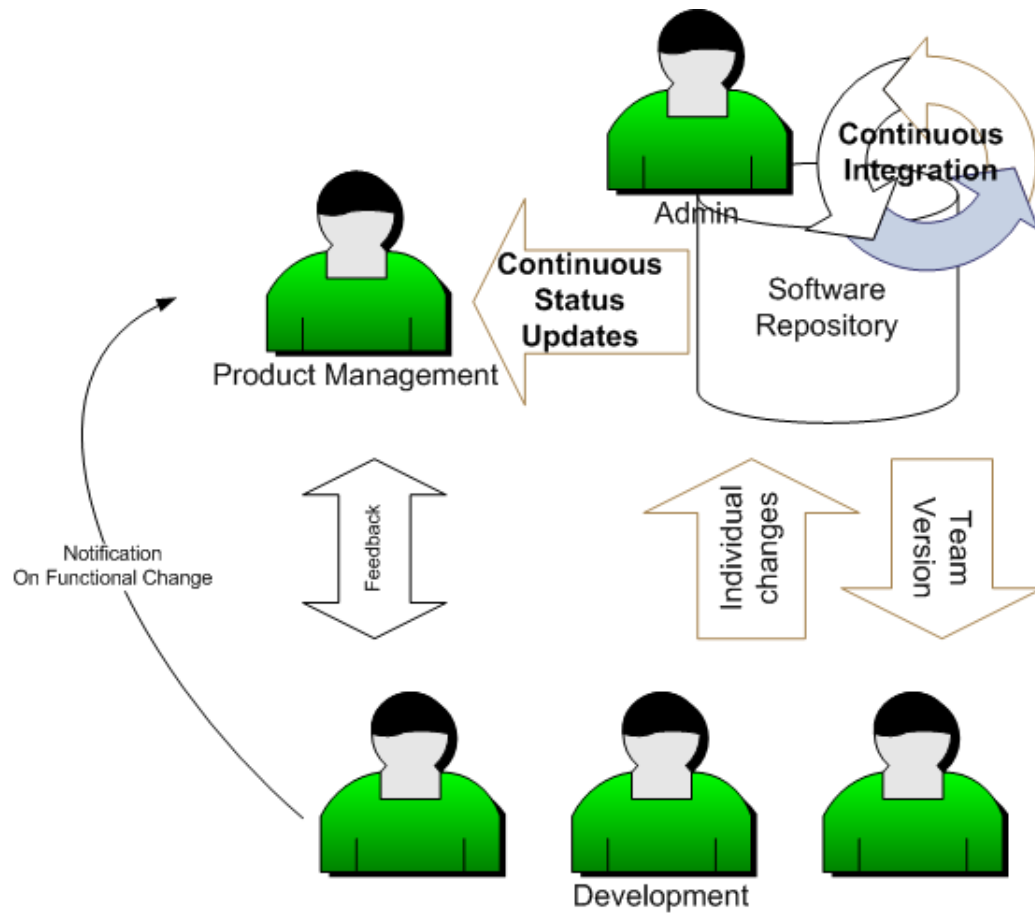 Continuous
Integration
Admin
Continuous
Status
Updates
Software
Repository
Product Management
Notification
On Functional Change
Feedback
Individual
changes
Team
Version
Development